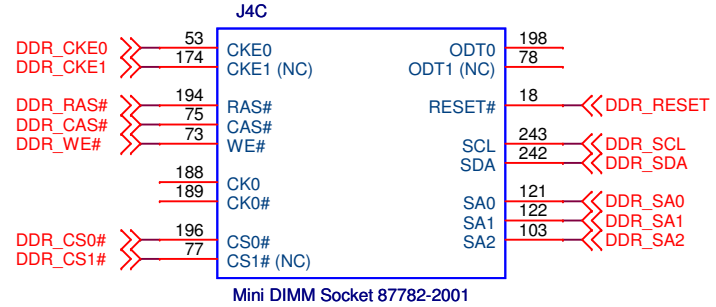 J4C
DDR_CKE0 53 CKE0 ODT0 198
DDR_CKE1 174 CKE1 (NC) ODT1 (NC) 78
DDR_RAS# 194 RAS# RESET# 18 DDR_RESET
DDR_CAS# 75 CAS#
DDR_WE# 73 WE# SCL 243 DDR_SCL
SDA 242 DDR_SDA
188 CK0
189 CK0# SA0 121 DDR_SA0
SA1 122 DDR_SA1
DDR_CS0# 196 CS0# SA2 103 DDR_SA2
DDR_CS1# 77 CS1# (NC)
Mini DIMM Socket 87782-2001